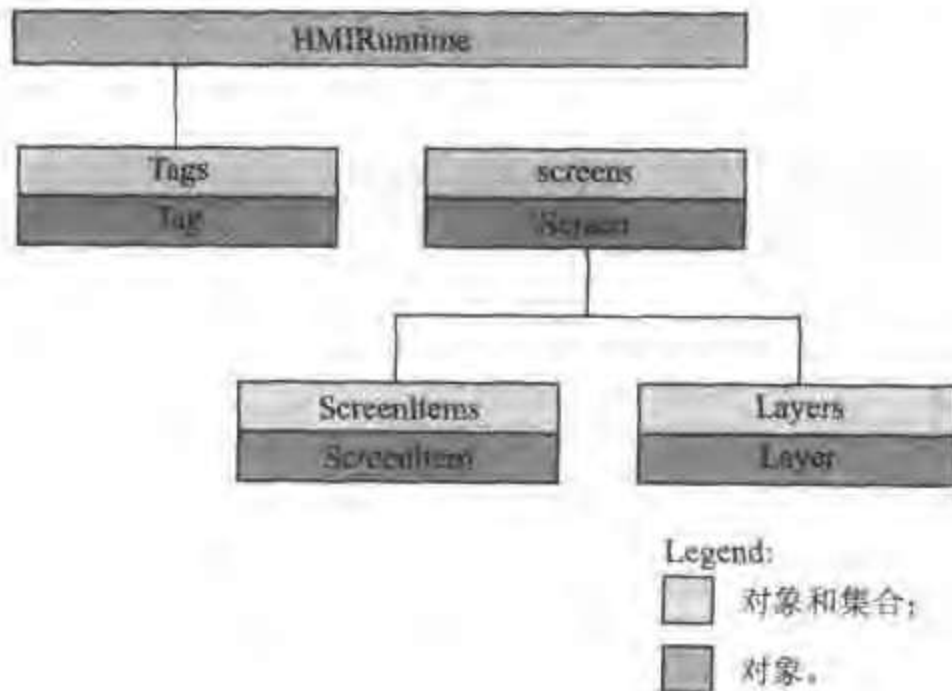 HMIRuntime
Tags
Tag
screens
Screen
ScreenItems
ScreenItem
Layers
Layer
Legend:
对象和集合;
对象。